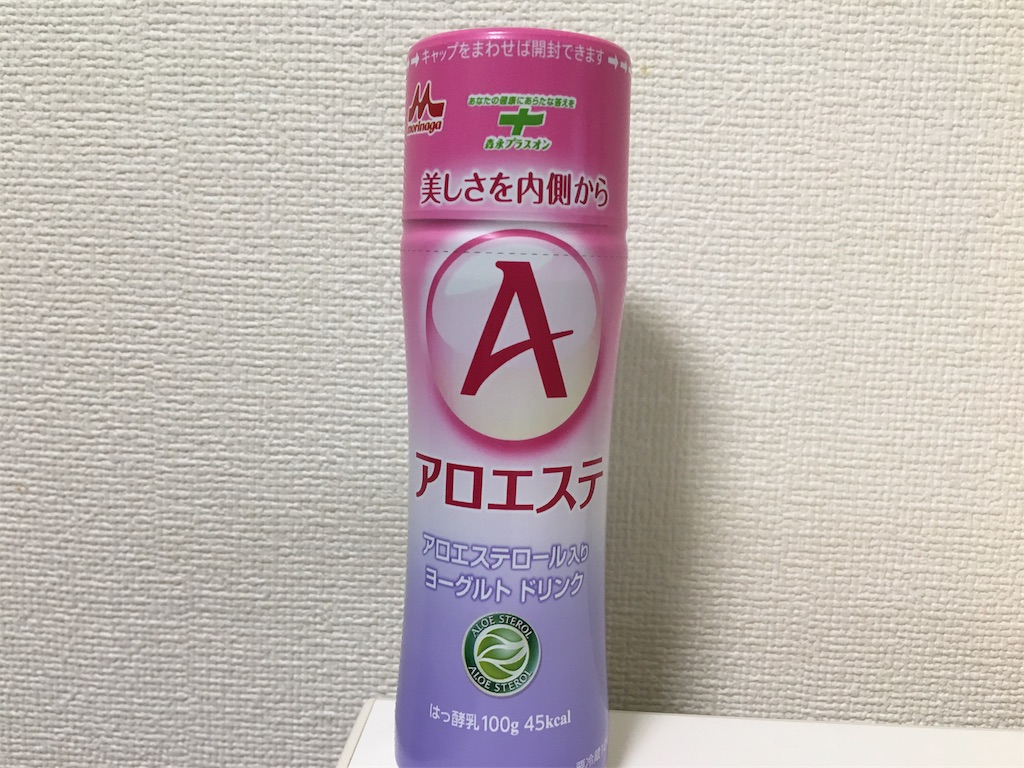 キャップをまわせば開封できます
morinaga
あなたの健康にあらたな答えを
森永プラスオン
美しさを内側から
A
アロエステ
アロエステロール入り
ヨーグルト ドリンク
ALOE STEROL
ALOE STEROL
はっ酵乳100g 45kcal